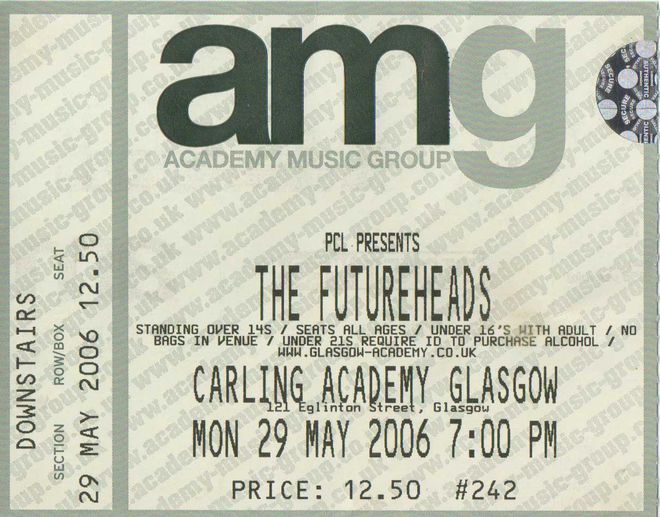 amg
ACADEMY MUSIC GROUP
PCL PRESENTS
THE FUTUREHEADS
STANDING OVER 14S / SEATS ALL AGES / UNDER 16'S WITH ADULT / NO
BAGS IN VENUE / UNDER 21S REQUIRE ID TO PURCHASE ALCOHOL /
WWW.GLASGOW-ACADEMY.CO.UK
CARLING ACADEMY GLASGOW
121 Eglinton Street, Glasgow
MON 29 MAY 2006 7:00 PM
PRICE: 12.50 #242
DOWNSTAIRS
SECTION ROW/BOX SEAT
29 MAY 2006 12.50
SECURE
AUTHENTIC